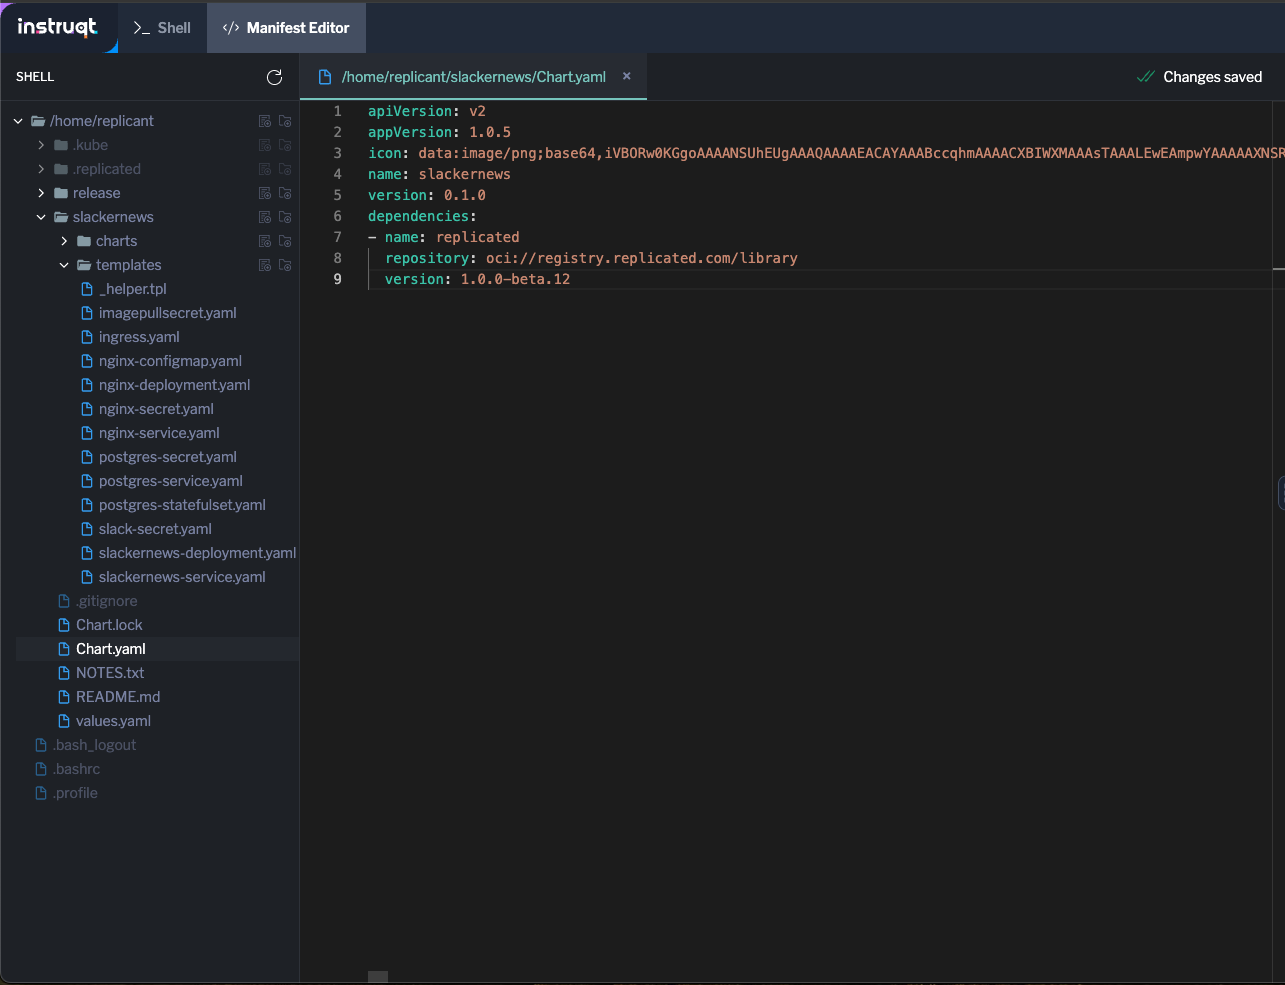 instruqt
>_ Shell
</> Manifest Editor
SHELL
/home/replicant/slackernews/Chart.yaml ×
Changes saved
/home/replicant
.kube
.replicated
release
slackernews
charts
templates
_helper.tpl
imagepullsecret.yaml
ingress.yaml
nginx-configmap.yaml
nginx-deployment.yaml
nginx-secret.yaml
nginx-service.yaml
postgres-secret.yaml
postgres-service.yaml
postgres-statefulset.yaml
slack-secret.yaml
slackernews-deployment.yaml
slackernews-service.yaml
.gitignore
Chart.lock
Chart.yaml
NOTES.txt
README.md
values.yaml
.bash_logout
.bashrc
.profile
1 apiVersion: v2
2 appVersion: 1.0.5
3 icon: data:image/png;base64,iVBORw0KGgoAAAANSUhEUgAAAQAAAAEACAYAAABccqhmAAAACXBIWXMAAAsTAAALEwEAmpwYAAAAAXNSR
4 name: slackernews
5 version: 0.1.0
6 dependencies:
7 - name: replicated
8 repository: oci://registry.replicated.com/library
9 version: 1.0.0-beta.12